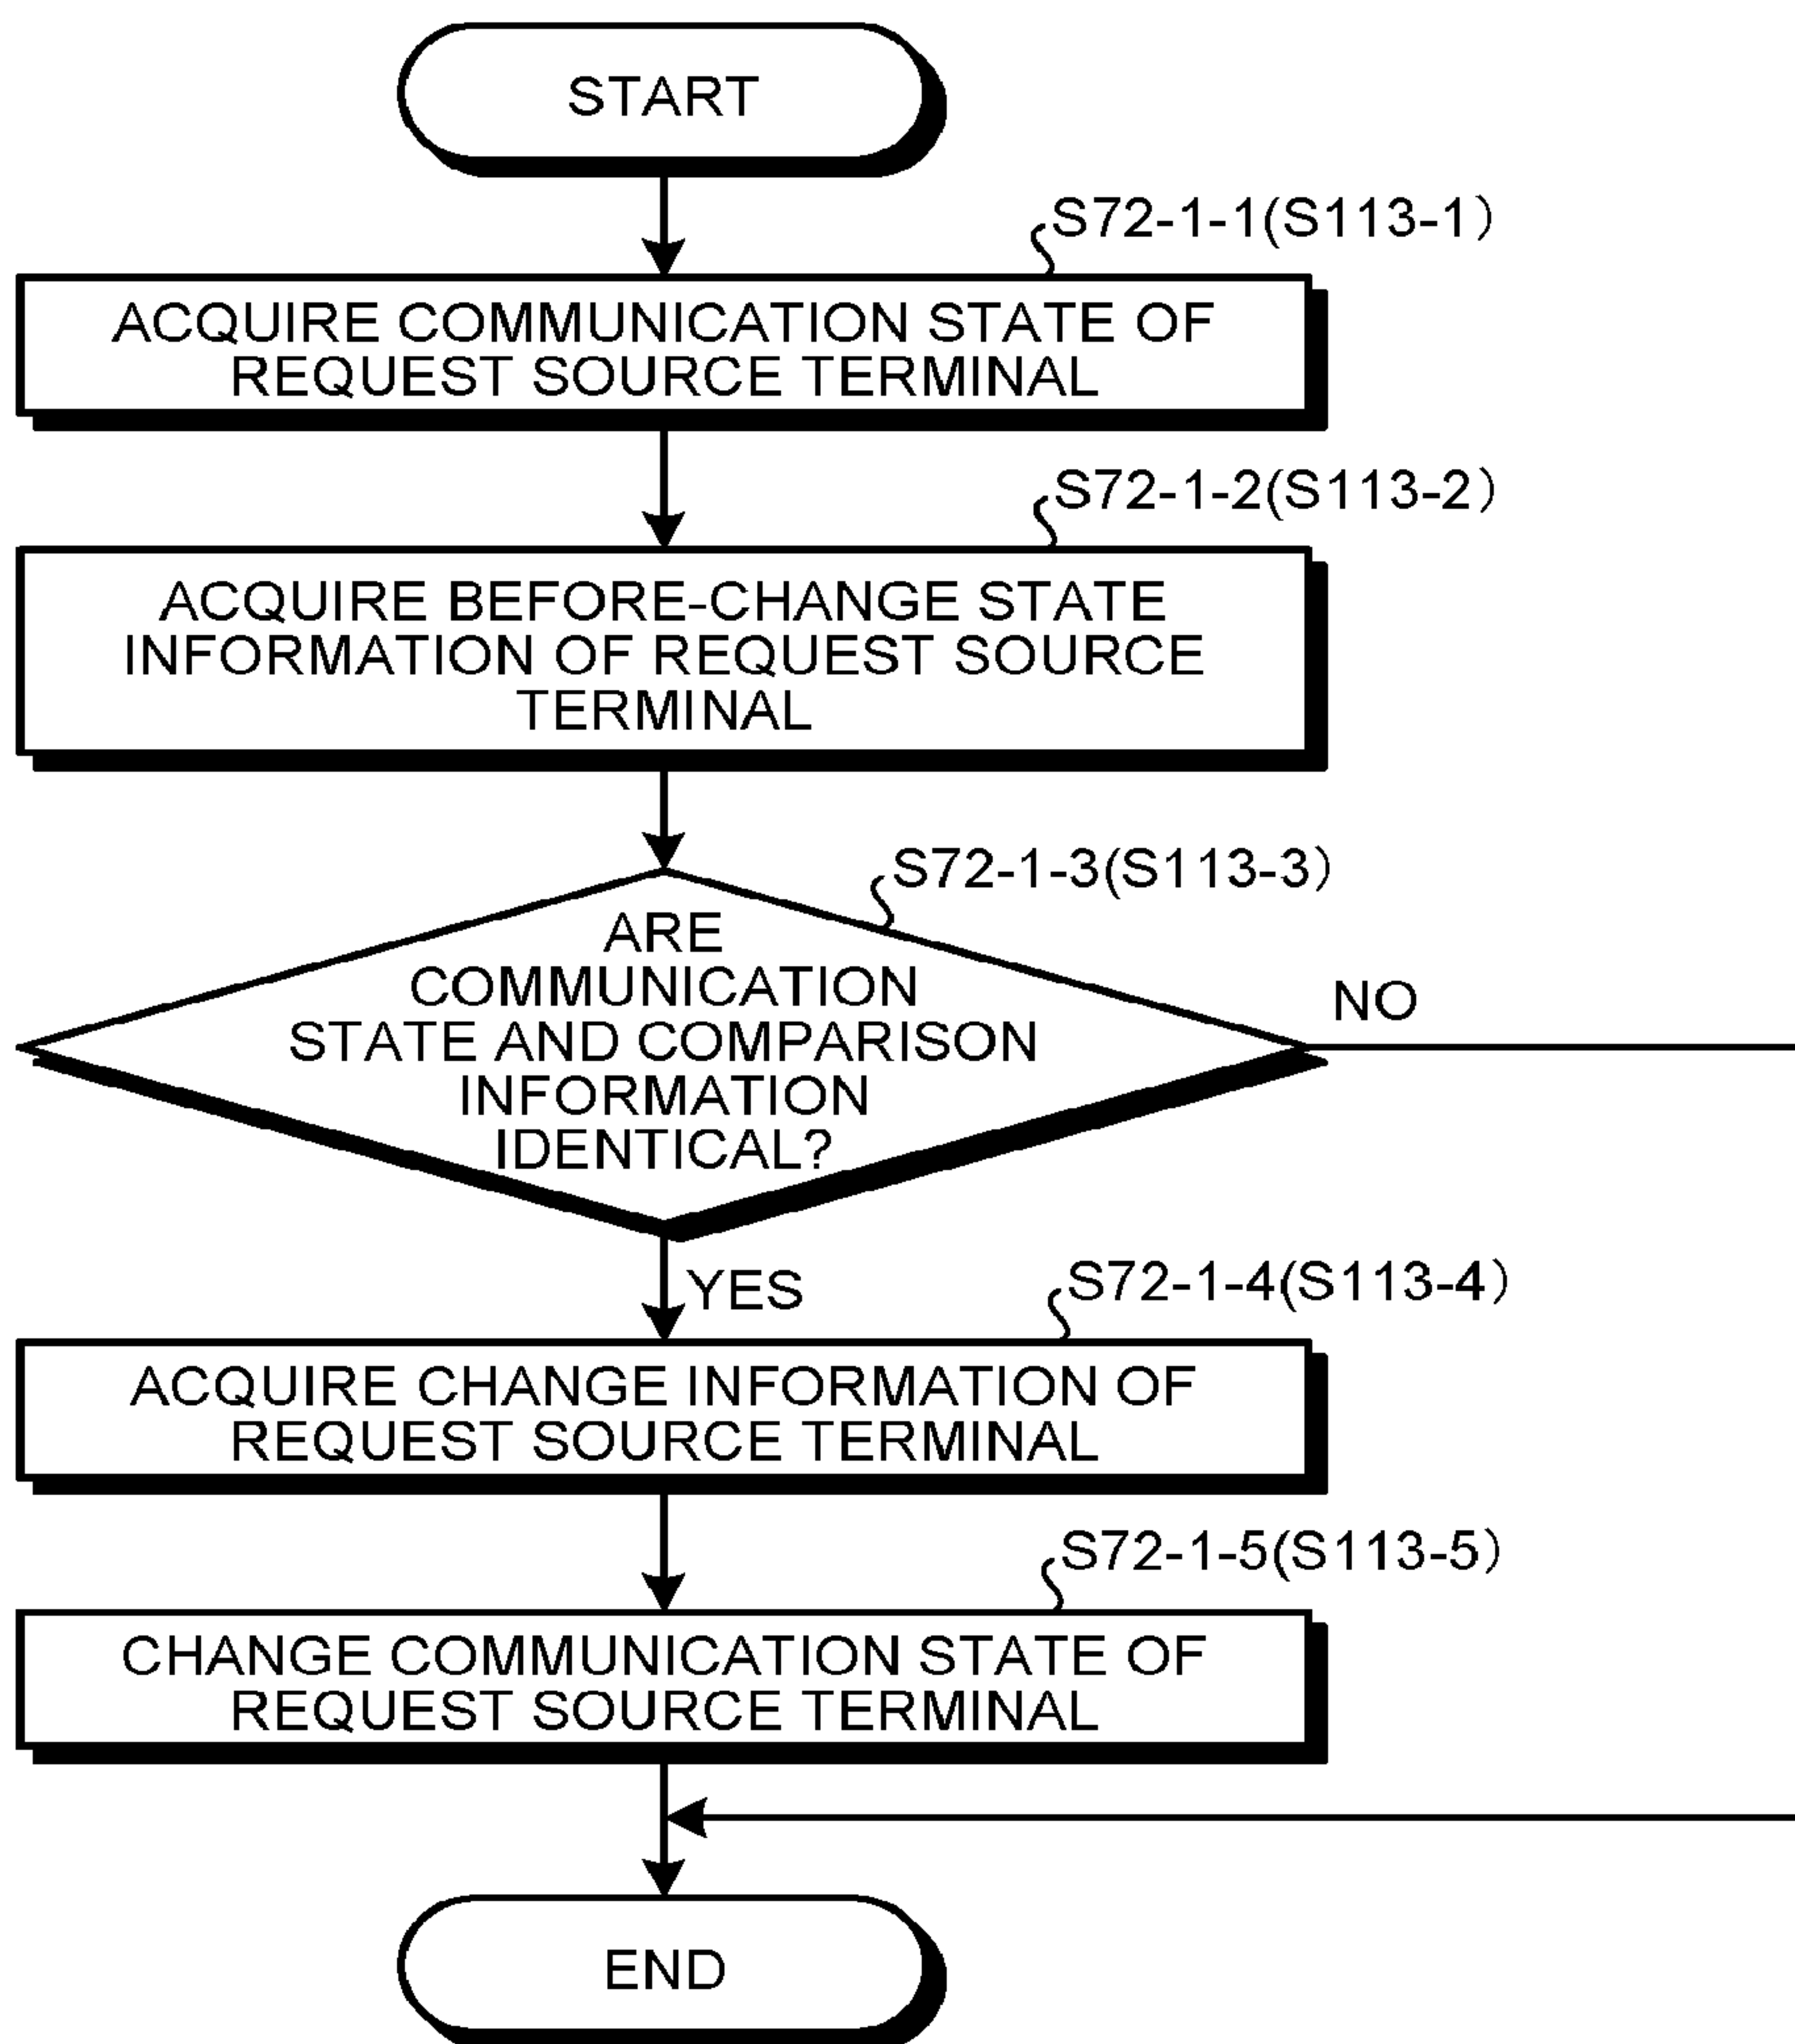 START
S72-1-1(S113-1)
ACQUIRE COMMUNICATION STATE OF
REQUEST SOURCE TERMINAL
S72-1-2(S113-2)
ACQUIRE BEFORE-CHANGE STATE
INFORMATION OF REQUEST SOURCE
TERMINAL
S72-1-3(S113-3)
ARE
COMMUNICATION
STATE AND COMPARISON
INFORMATION
IDENTICAL?
NO
YES
S72-1-4(S113-4)
ACQUIRE CHANGE INFORMATION OF
REQUEST SOURCE TERMINAL
S72-1-5(S113-5)
CHANGE COMMUNICATION STATE OF
REQUEST SOURCE TERMINAL
END